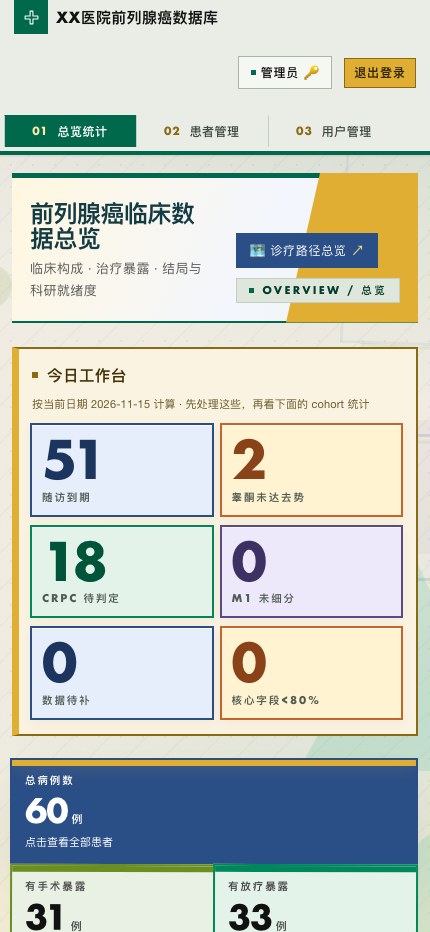 XX医院前列腺癌数据库
管理员 🔑
退出登录
01 总览统计
02 患者管理
03 用户管理
前列腺癌临床数
据总览
临床构成 · 治疗暴露 · 结局与
科研就绪度
🗺️ 诊疗路径总览 ↗
OVERVIEW / 总览
今日工作台
按当前日期 2026-11-15 计算 · 先处理这些，再看下面的 cohort 统计
51
随访到期
2
睾酮未达去势
18
CRPC 待判定
0
M1 未细分
0
数据待补
0
核心字段<80%
总病例数
60 例
点击查看全部患者
有手术暴露
31 例
有放疗暴露
33 例